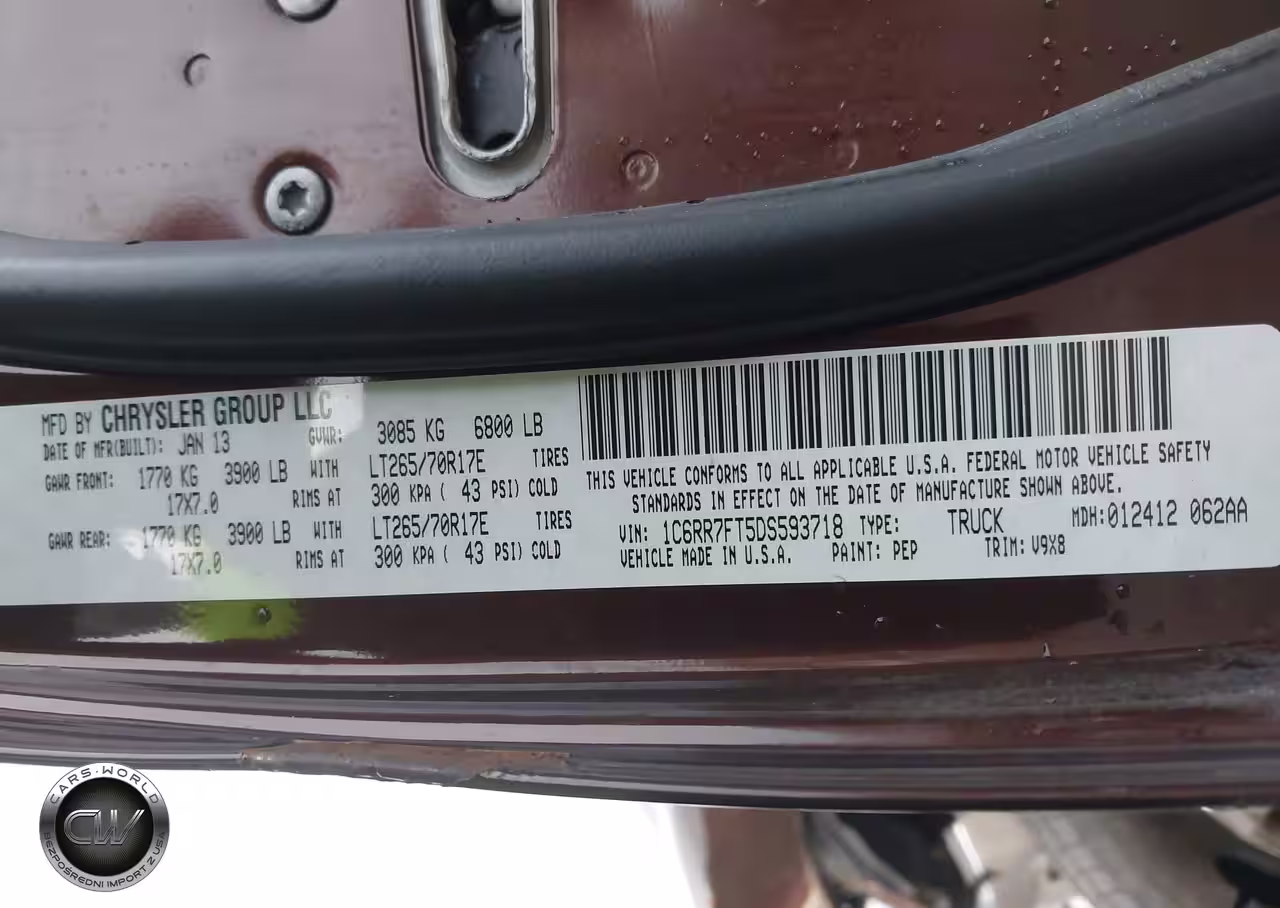 MFD BY CHRYSLER GROUP LLC
DATE OF MFR(BUILT): JAN 13 GVWR: 3085 KG 6800 LB
GAWR FRONT: 1770 KG 3900 LB WITH LT265/70R17E TIRES
17X7.0 RIMS AT 300 KPA ( 43 PSI) COLD
GAWR REAR: 1770 KG 3900 LB WITH LT265/70R17E TIRES
17X7.0 RIMS AT 300 KPA ( 43 PSI) COLD
THIS VEHICLE CONFORMS TO ALL APPLICABLE U.S.A. FEDERAL MOTOR VEHICLE SAFETY
STANDARDS IN EFFECT ON THE DATE OF MANUFACTURE SHOWN ABOVE.
VIN: 1C6RR7FT5DS593718 TYPE: TRUCK MDH:012412 062AA
VEHICLE MADE IN U.S.A. PAINT: PEP TRIM: V9X8
CARS-WORLD
CW
BEZPOŚREDNI IMPORT Z USA